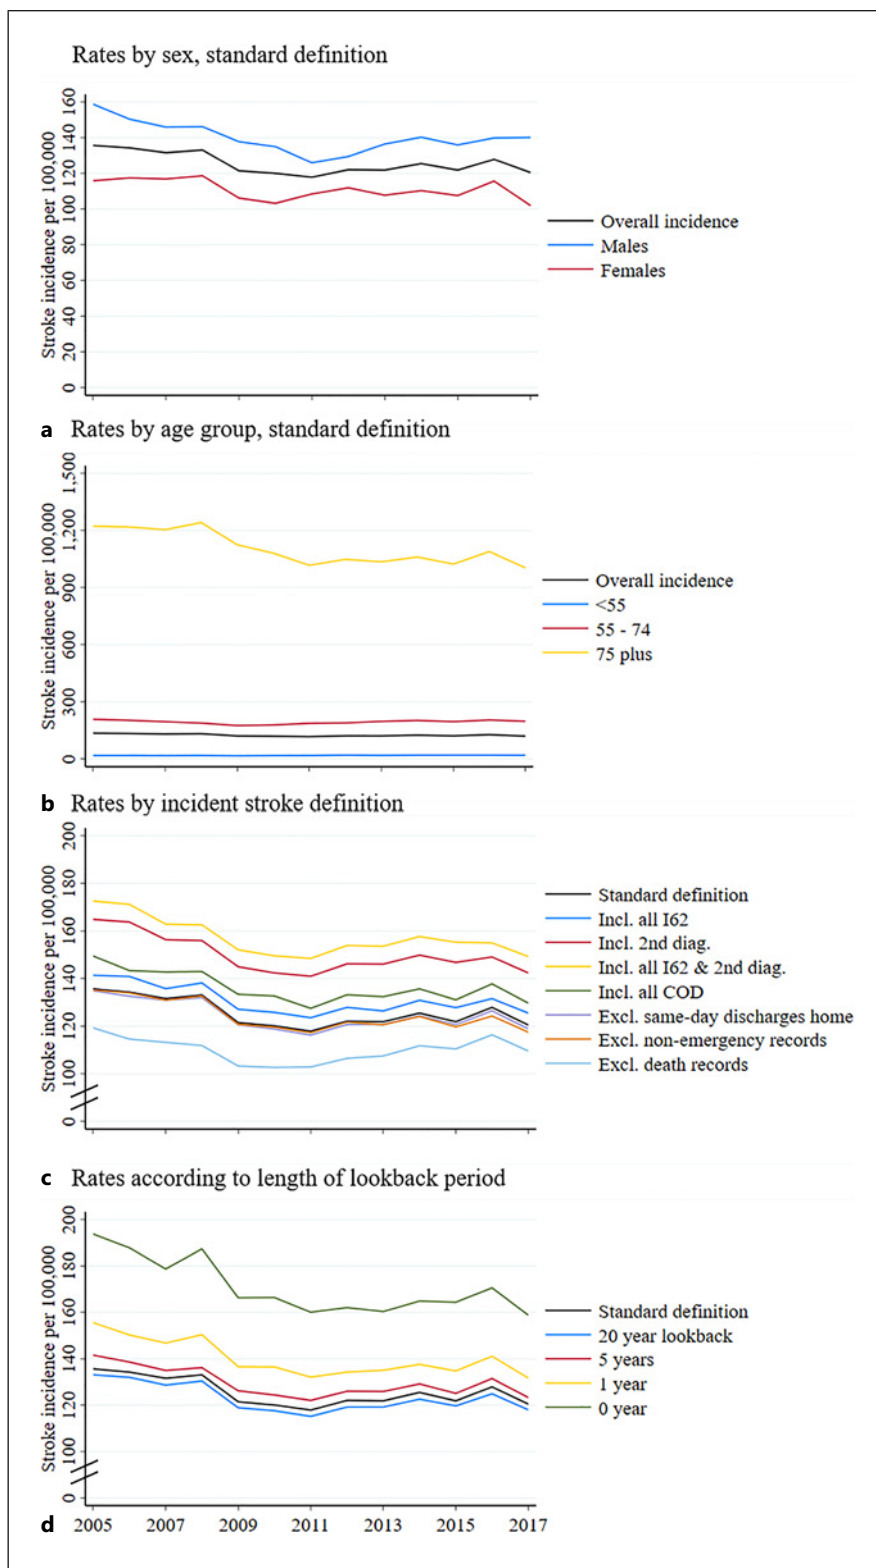 Rates by sex, standard definition
Stroke incidence per 100,000
160
140
120
100
80
60
40
20
0
Overall incidence
Males
Females
a Rates by age group, standard definition
Stroke incidence per 100,000
1,500
1,200
900
600
300
0
Overall incidence
<55
55 - 74
75 plus
b Rates by incident stroke definition
Stroke incidence per 100,000
200
180
160
140
120
100
0
Standard definition
Incl. all I62
Incl. 2nd diag.
Incl. all I62 & 2nd diag.
Incl. all COD
Excl. same-day discharges home
Excl. non-emergency records
Excl. death records
c Rates according to length of lookback period
Stroke incidence per 100,000
200
180
160
140
120
100
0
Standard definition
20 year lookback
5 years
1 year
0 year
d 2005 2007 2009 2011 2013 2015 2017